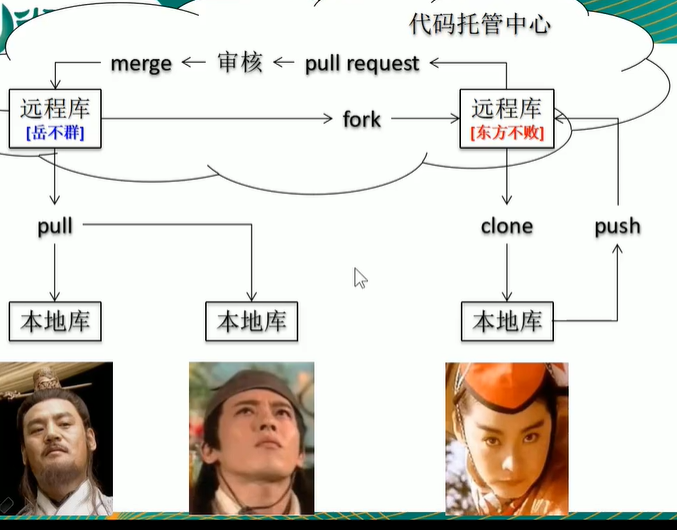 代码托管中心
merge
审核
pull request
远程库
[岳不群]
fork
远程库
[东方不败]
pull
clone
push
本地库
本地库
本地库